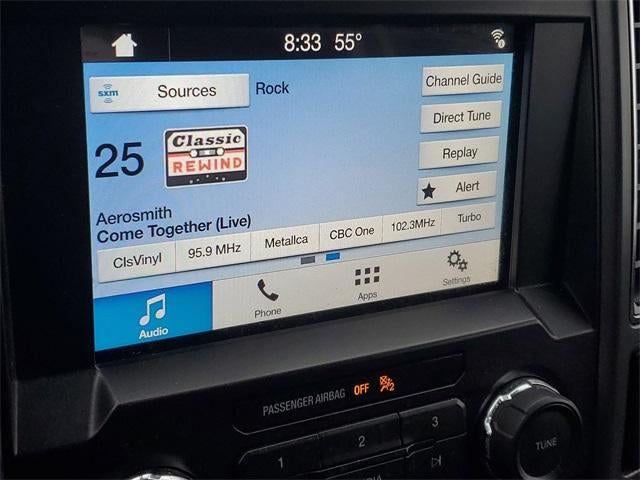 8:33 55°
sxm Sources Rock Channel Guide
Direct Tune
25 Classic REWIND Replay
Alert
Aerosmith
Come Together (Live)
ClsVinyl 95.9 MHz Metallca CBC One 102.3MHz Turbo
Audio Phone Apps Settings
PASSENGER AIRBAG OFF 2
1 2 3
TUNE